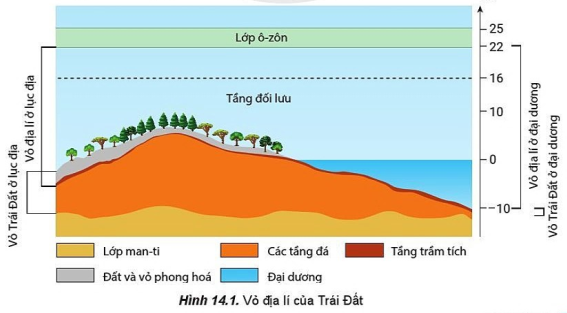 Lớp ô-zôn
Tầng đối lưu
25
22
16
10
0
−10
Vỏ địa lí ở lục địa
Vỏ Trái Đất ở lục địa
Vỏ địa lí ở đại dương
Vỏ Trái Đất ở đại dương
Lớp man-ti
Các tầng đá
Tầng trầm tích
Đất và vỏ phong hoá
Đại dương
Hình 14.1. Vỏ địa lí của Trái Đất